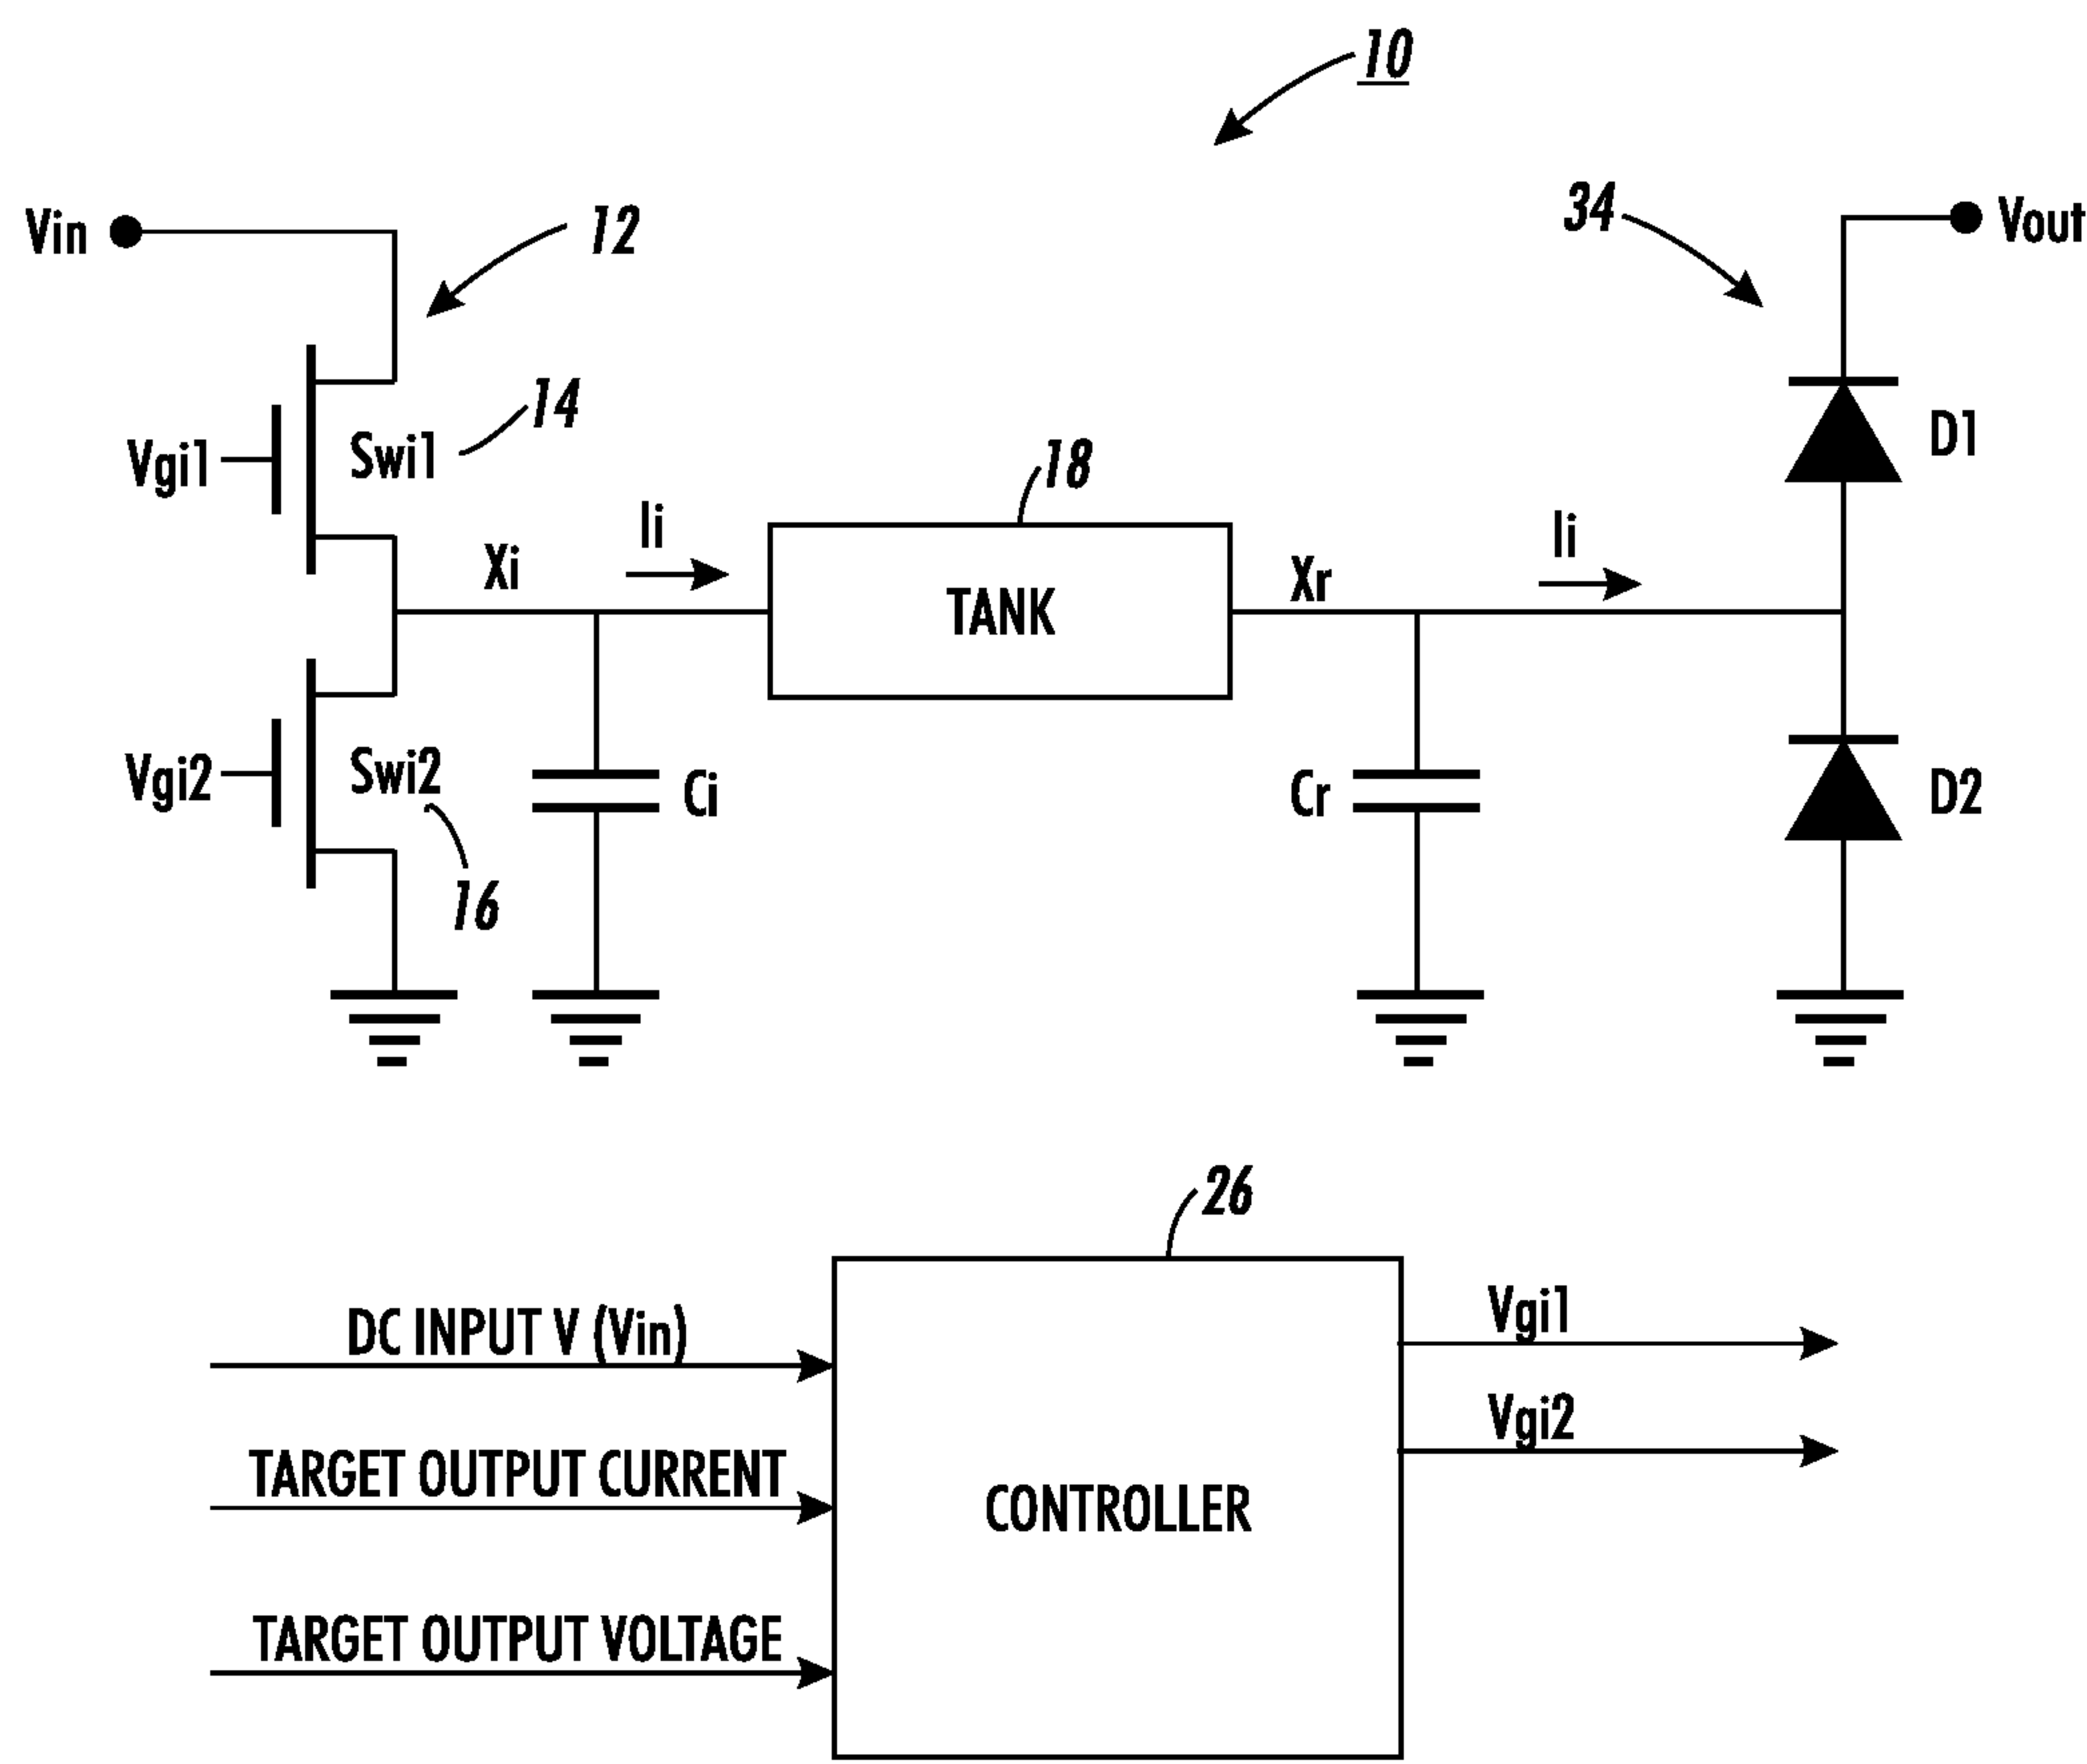 10
Vin
12
34
Vout
Vgi1
Swi1
14
D1
Xi
Ii
18
TANK
Xr
Ii
Vgi2
Swi2
16
Ci
Cr
D2
26
DC INPUT V (Vin)
TARGET OUTPUT CURRENT
TARGET OUTPUT VOLTAGE
CONTROLLER
Vgi1
Vgi2